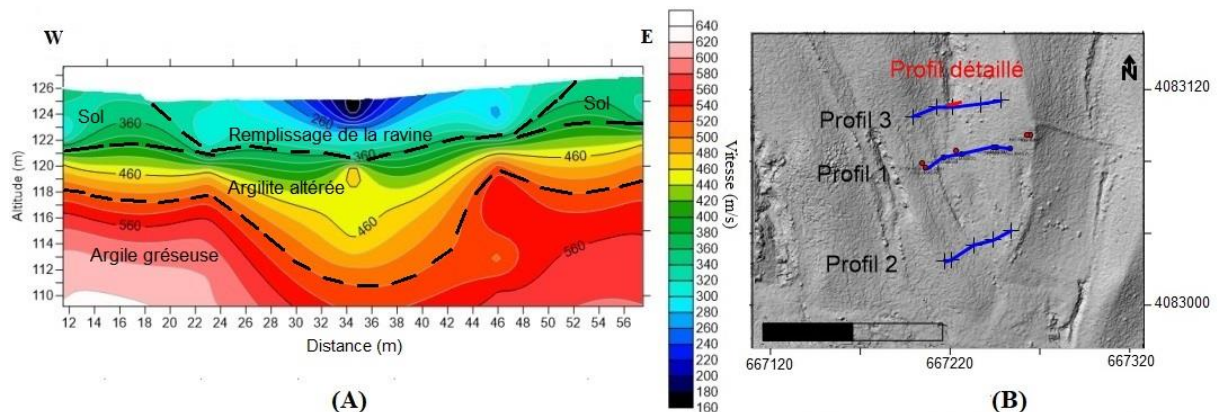 W
E
126
124
122
120
118
116
114
112
110
Altitude (m)
Sol
360
Sol
260
Remplissage de la ravine
360
460
460
Argilite altérée
460
560
560
Argile gréseuse
12 14 16 18 20 22 24 26 28 30 32 34 36 38 40 42 44 46 48 50 52 54 56
Distance (m)
(A)
640
620
600
580
560
540
520
500
480
460
440
420
400
380
360
340
320
300
280
260
240
220
200
180
160
Vitesse (m/s)
Profil détaillé
N
Profil 3
Profil 1
Profil 2
4083120
4083000
667120 667220 667320
(B)